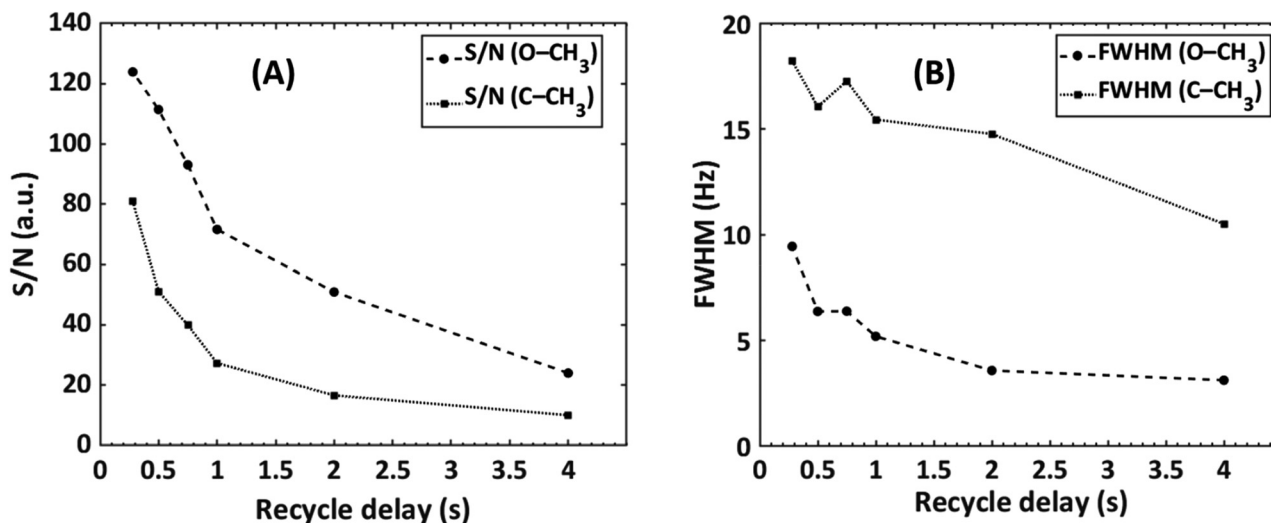 140
120
100
80
60
40
20
0
S/N (a.u.)
(A)
S/N (O–CH3)
S/N (C–CH3)
0 0.5 1 1.5 2 2.5 3 3.5 4
Recycle delay (s)
20
15
10
5
0
FWHM (Hz)
(B)
FWHM (O–CH3)
FWHM (C–CH3)
0 0.5 1 1.5 2 2.5 3 3.5 4
Recycle delay (s)